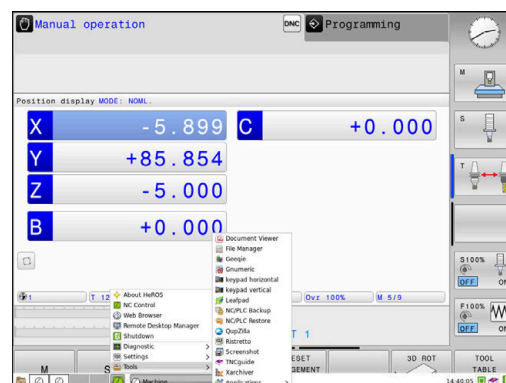 Manual operation
DNC
Programming
Position display MODE: NOML.
X -5.899
C +0.000
Y +85.854
Z -5.000
B +0.000
M
S
T
S100%
OFF
F100%
OFF
1
T 12
Ovr 100%
M 5/9
T 1
Document Viewer
File Manager
Geeqie
Gnumeric
keypad horizontal
keypad vertical
Leafpad
NC/PLC Backup
NC/PLC Restore
QupZilla
Ristretto
Screenshot
TNCguide
Xarchiver
Applications
About HeROS
NC Control
Web Browser
Remote Desktop Manager
Shutdown
Diagnostic
Settings
Tools
M
S
3D ROT
TOOL
TABLE
Machine
14:40:05